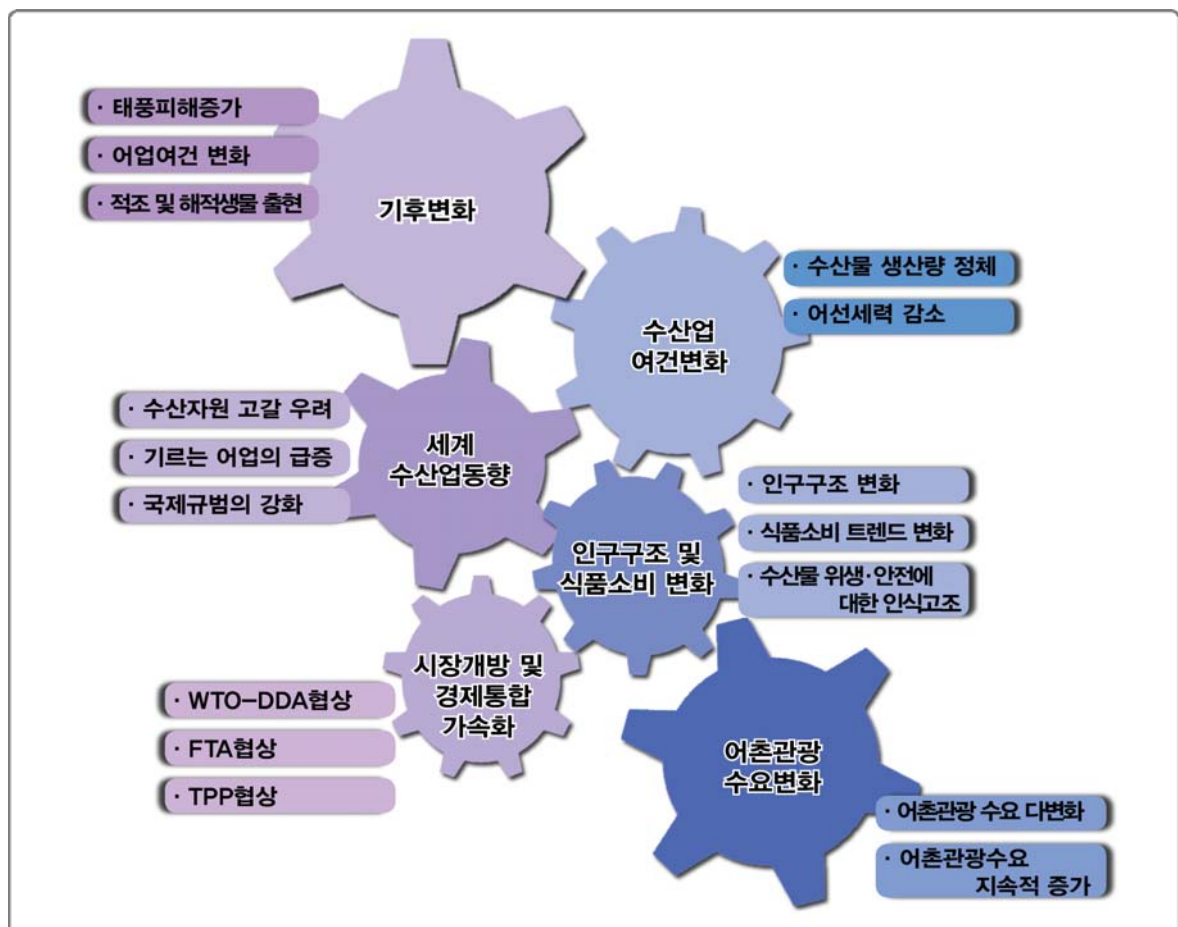 · 태풍피해증가
· 어업여건 변화
· 적조 및 해적생물 출현
기후변화
수산업
여건변화
· 수산물 생산량 정체
· 어선세력 감소
· 수산자원 고갈 우려
· 기르는 어업의 급증
· 국제규범의 강화
세계
수산업동향
인구구조 및
식품소비 변화
· 인구구조 변화
· 식품소비 트렌드 변화
· 수산물 위생·안전에
대한 인식고조
시장개방 및
경제통합
가속화
· WTO-DDA협상
· FTA협상
· TPP협상
어촌관광
수요변화
· 어촌관광 수요 다변화
· 어촌관광수요
지속적 증가